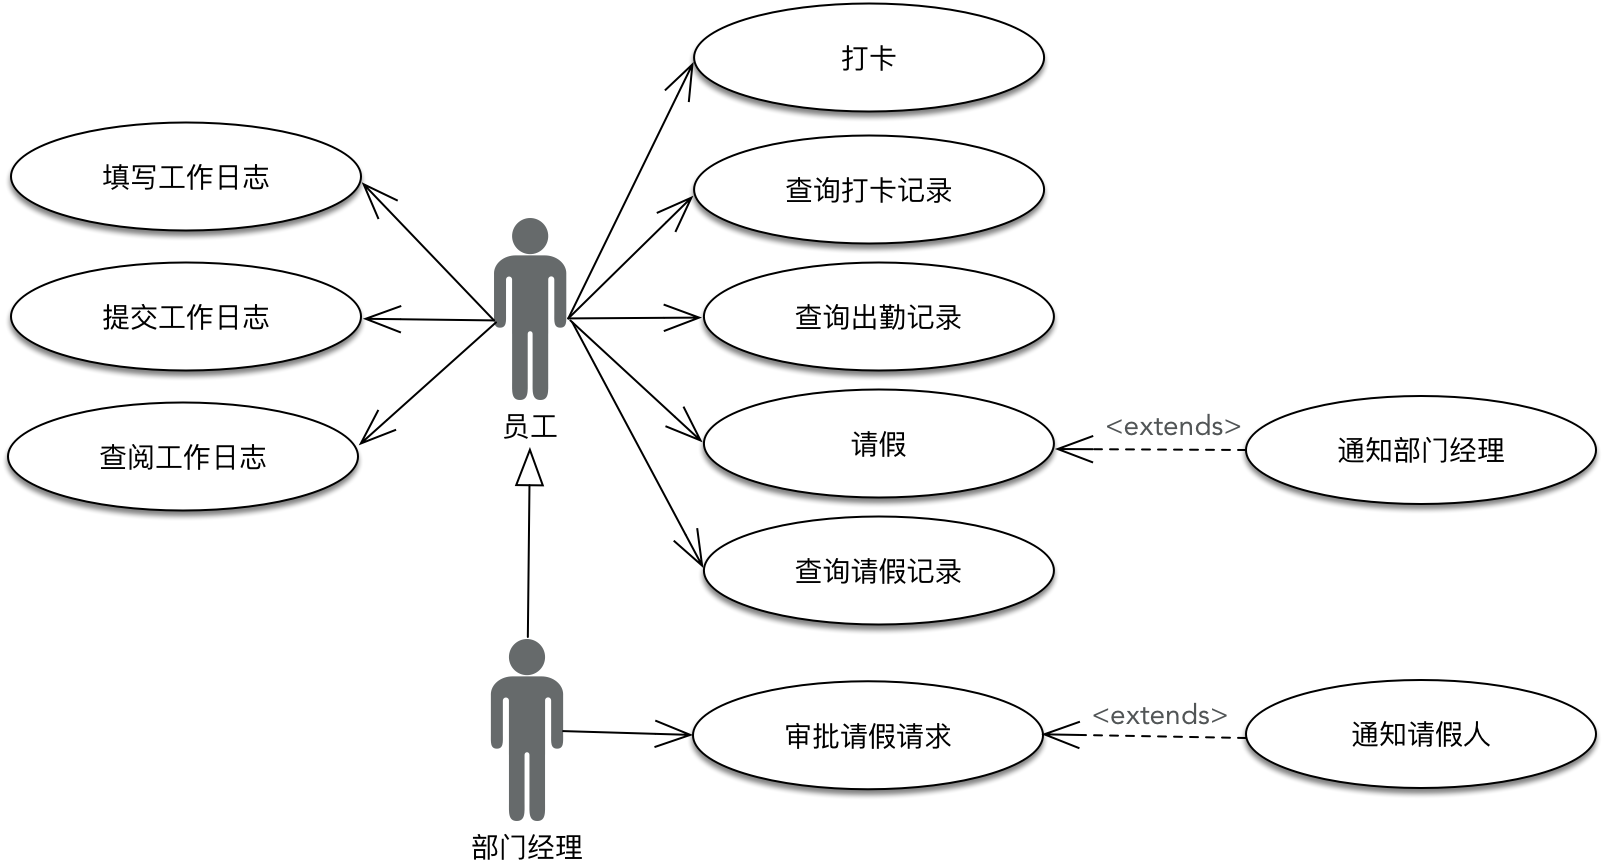 打卡
填写工作日志
查询打卡记录
提交工作日志
查询出勤记录
员工
<extends>
请假
通知部门经理
查阅工作日志
查询请假记录
<extends>
审批请假请求
通知请假人
部门经理